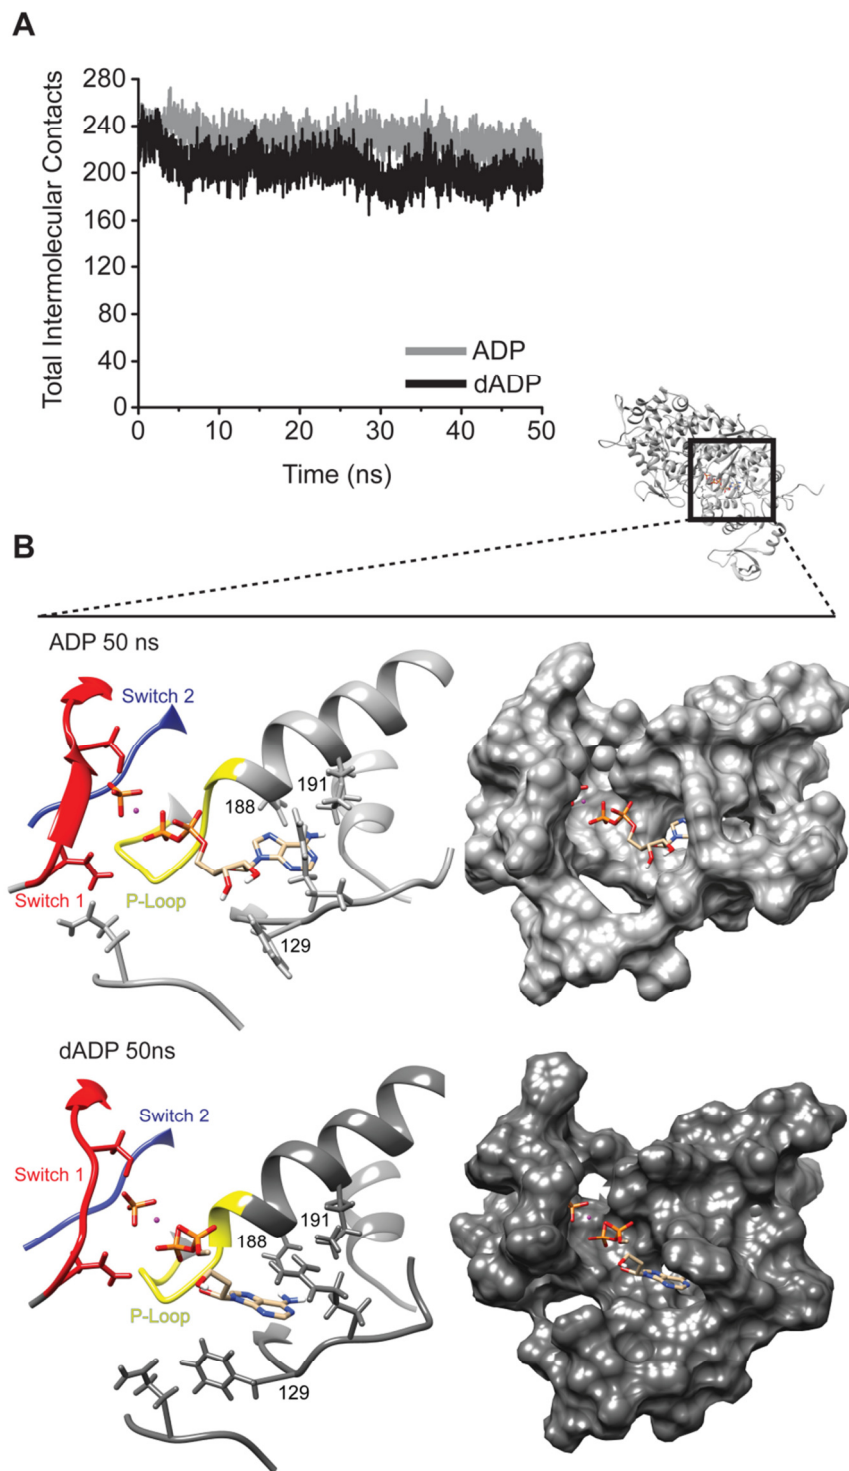 A
Total Intermolecular Contacts
280
240
200
160
120
80
40
0
0 10 20 30 40 50
Time (ns)
ADP
dADP
B
ADP 50 ns
Switch 2
191
188
Switch 1
P-Loop
129
dADP 50ns
Switch 2
Switch 1
191
188
P-Loop
129